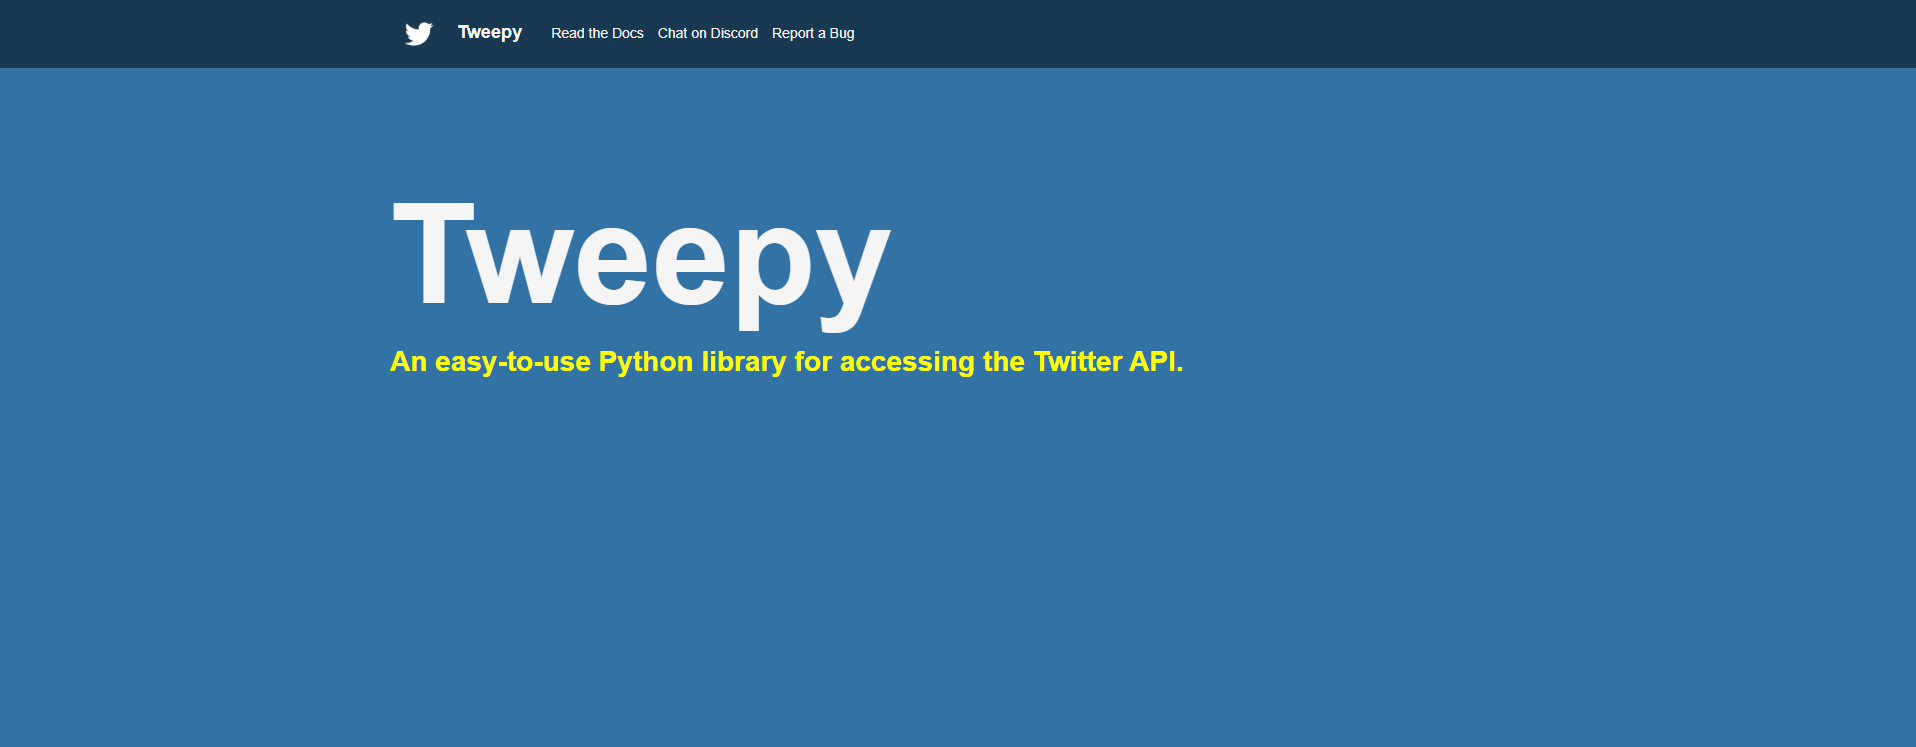 Tweepy Read the Docs Chat on Discord Report a Bug
Tweepy
An easy-to-use Python library for accessing the Twitter API.